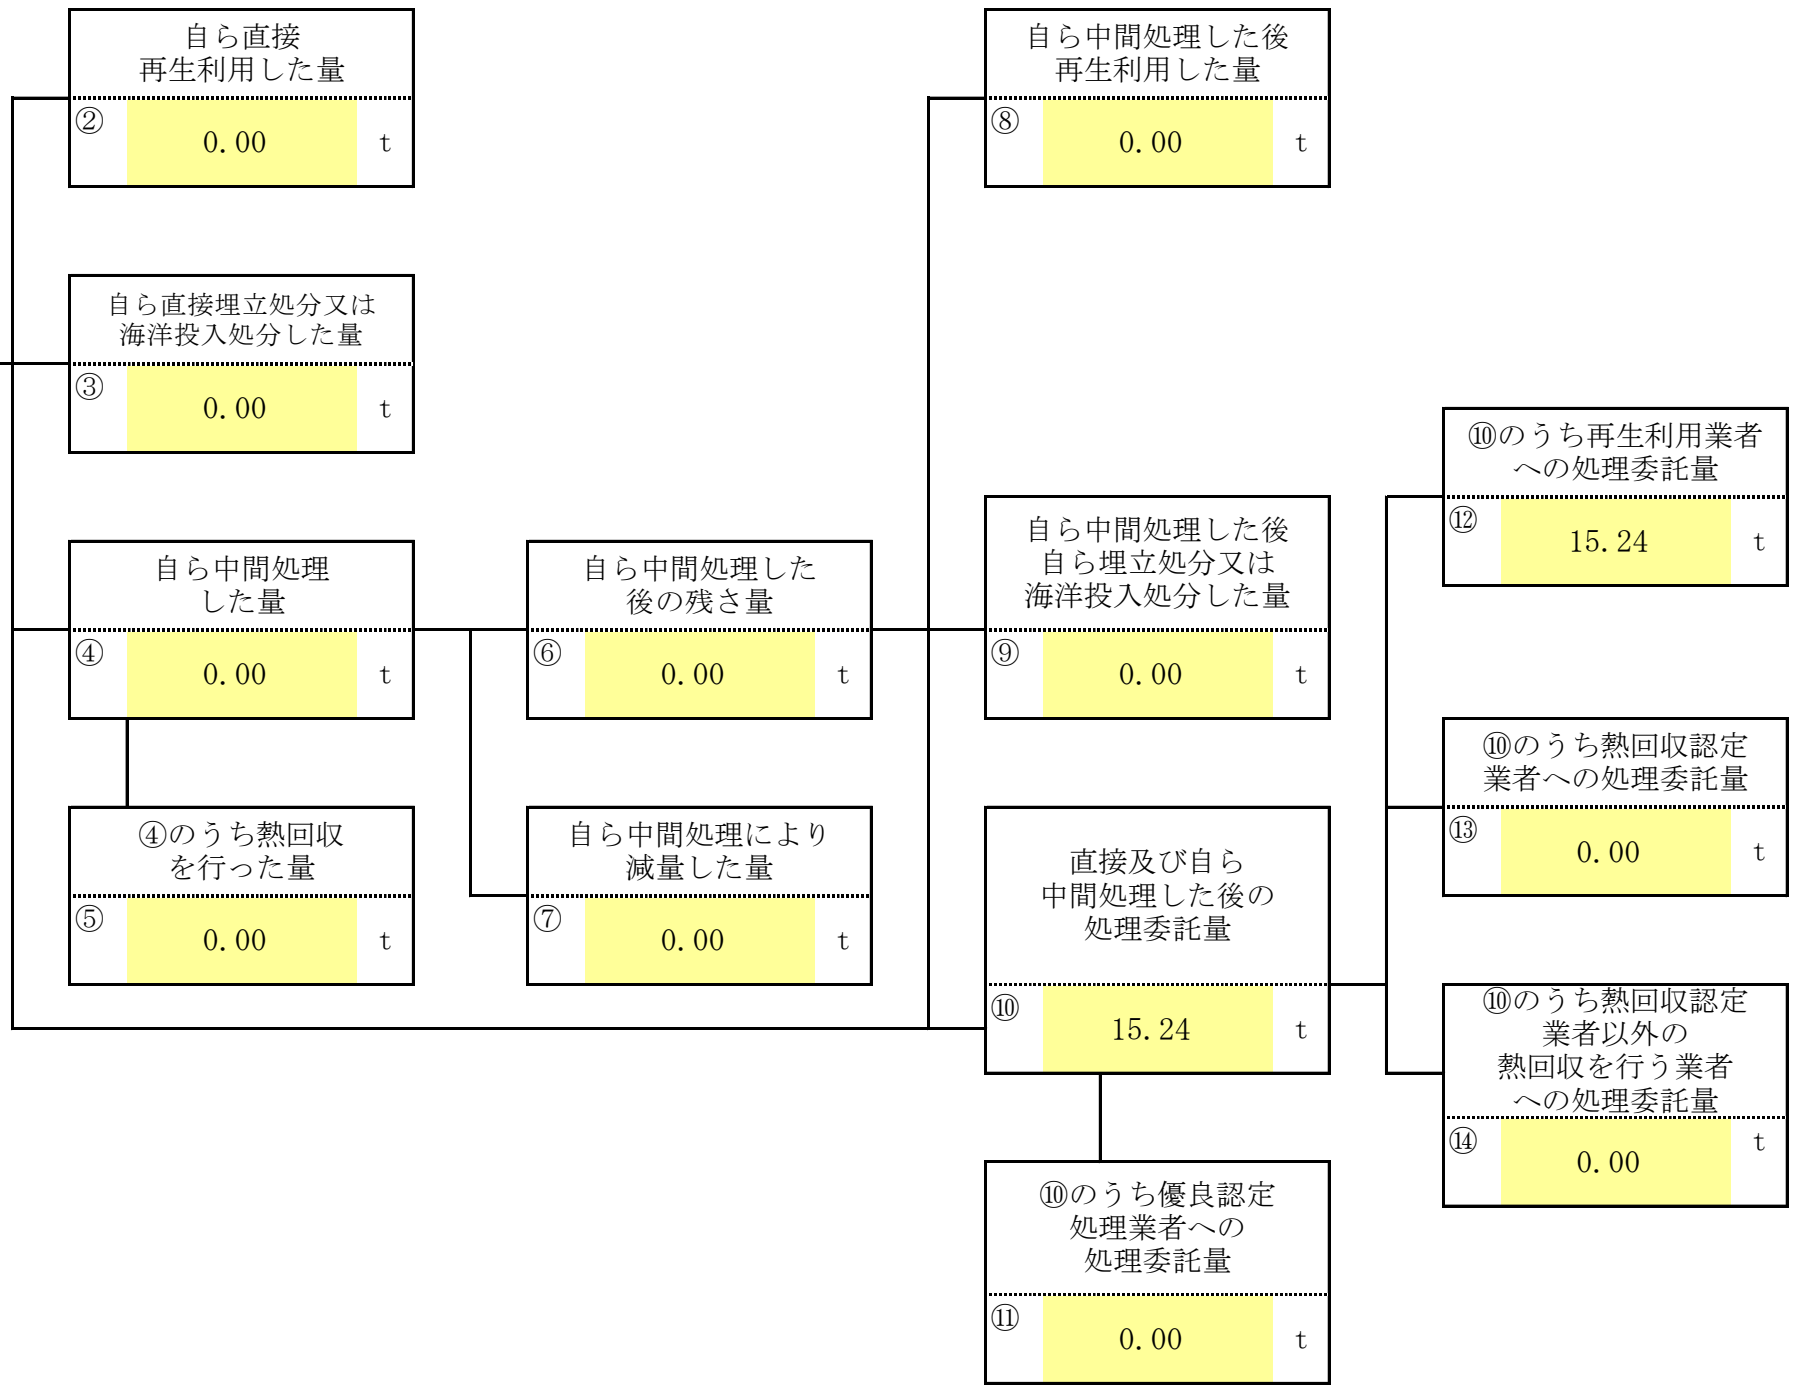 自ら直接
再生利用した量
②
0.00
t
自ら直接埋立処分又は
海洋投入処分した量
③
0.00
t
自ら中間処理
した量
④
0.00
t
④のうち熱回収
を行った量
⑤
0.00
t
自ら中間処理した
後の残さ量
⑥
0.00
t
自ら中間処理により
減量した量
⑦
0.00
t
自ら中間処理した後
再生利用した量
⑧
0.00
t
自ら中間処理した後
自ら埋立処分又は
海洋投入処分した量
⑨
0.00
t
直接及び自ら
中間処理した後の
処理委託量
⑩
15.24
t
⑩のうち優良認定
処理業者への
処理委託量
⑪
0.00
t
⑩のうち再生利用業者
への処理委託量
⑫
15.24
t
⑩のうち熱回収認定
業者への処理委託量
⑬
0.00
t
⑩のうち熱回収認定
業者以外の
熱回収を行う業者
への処理委託量
⑭
0.00
t